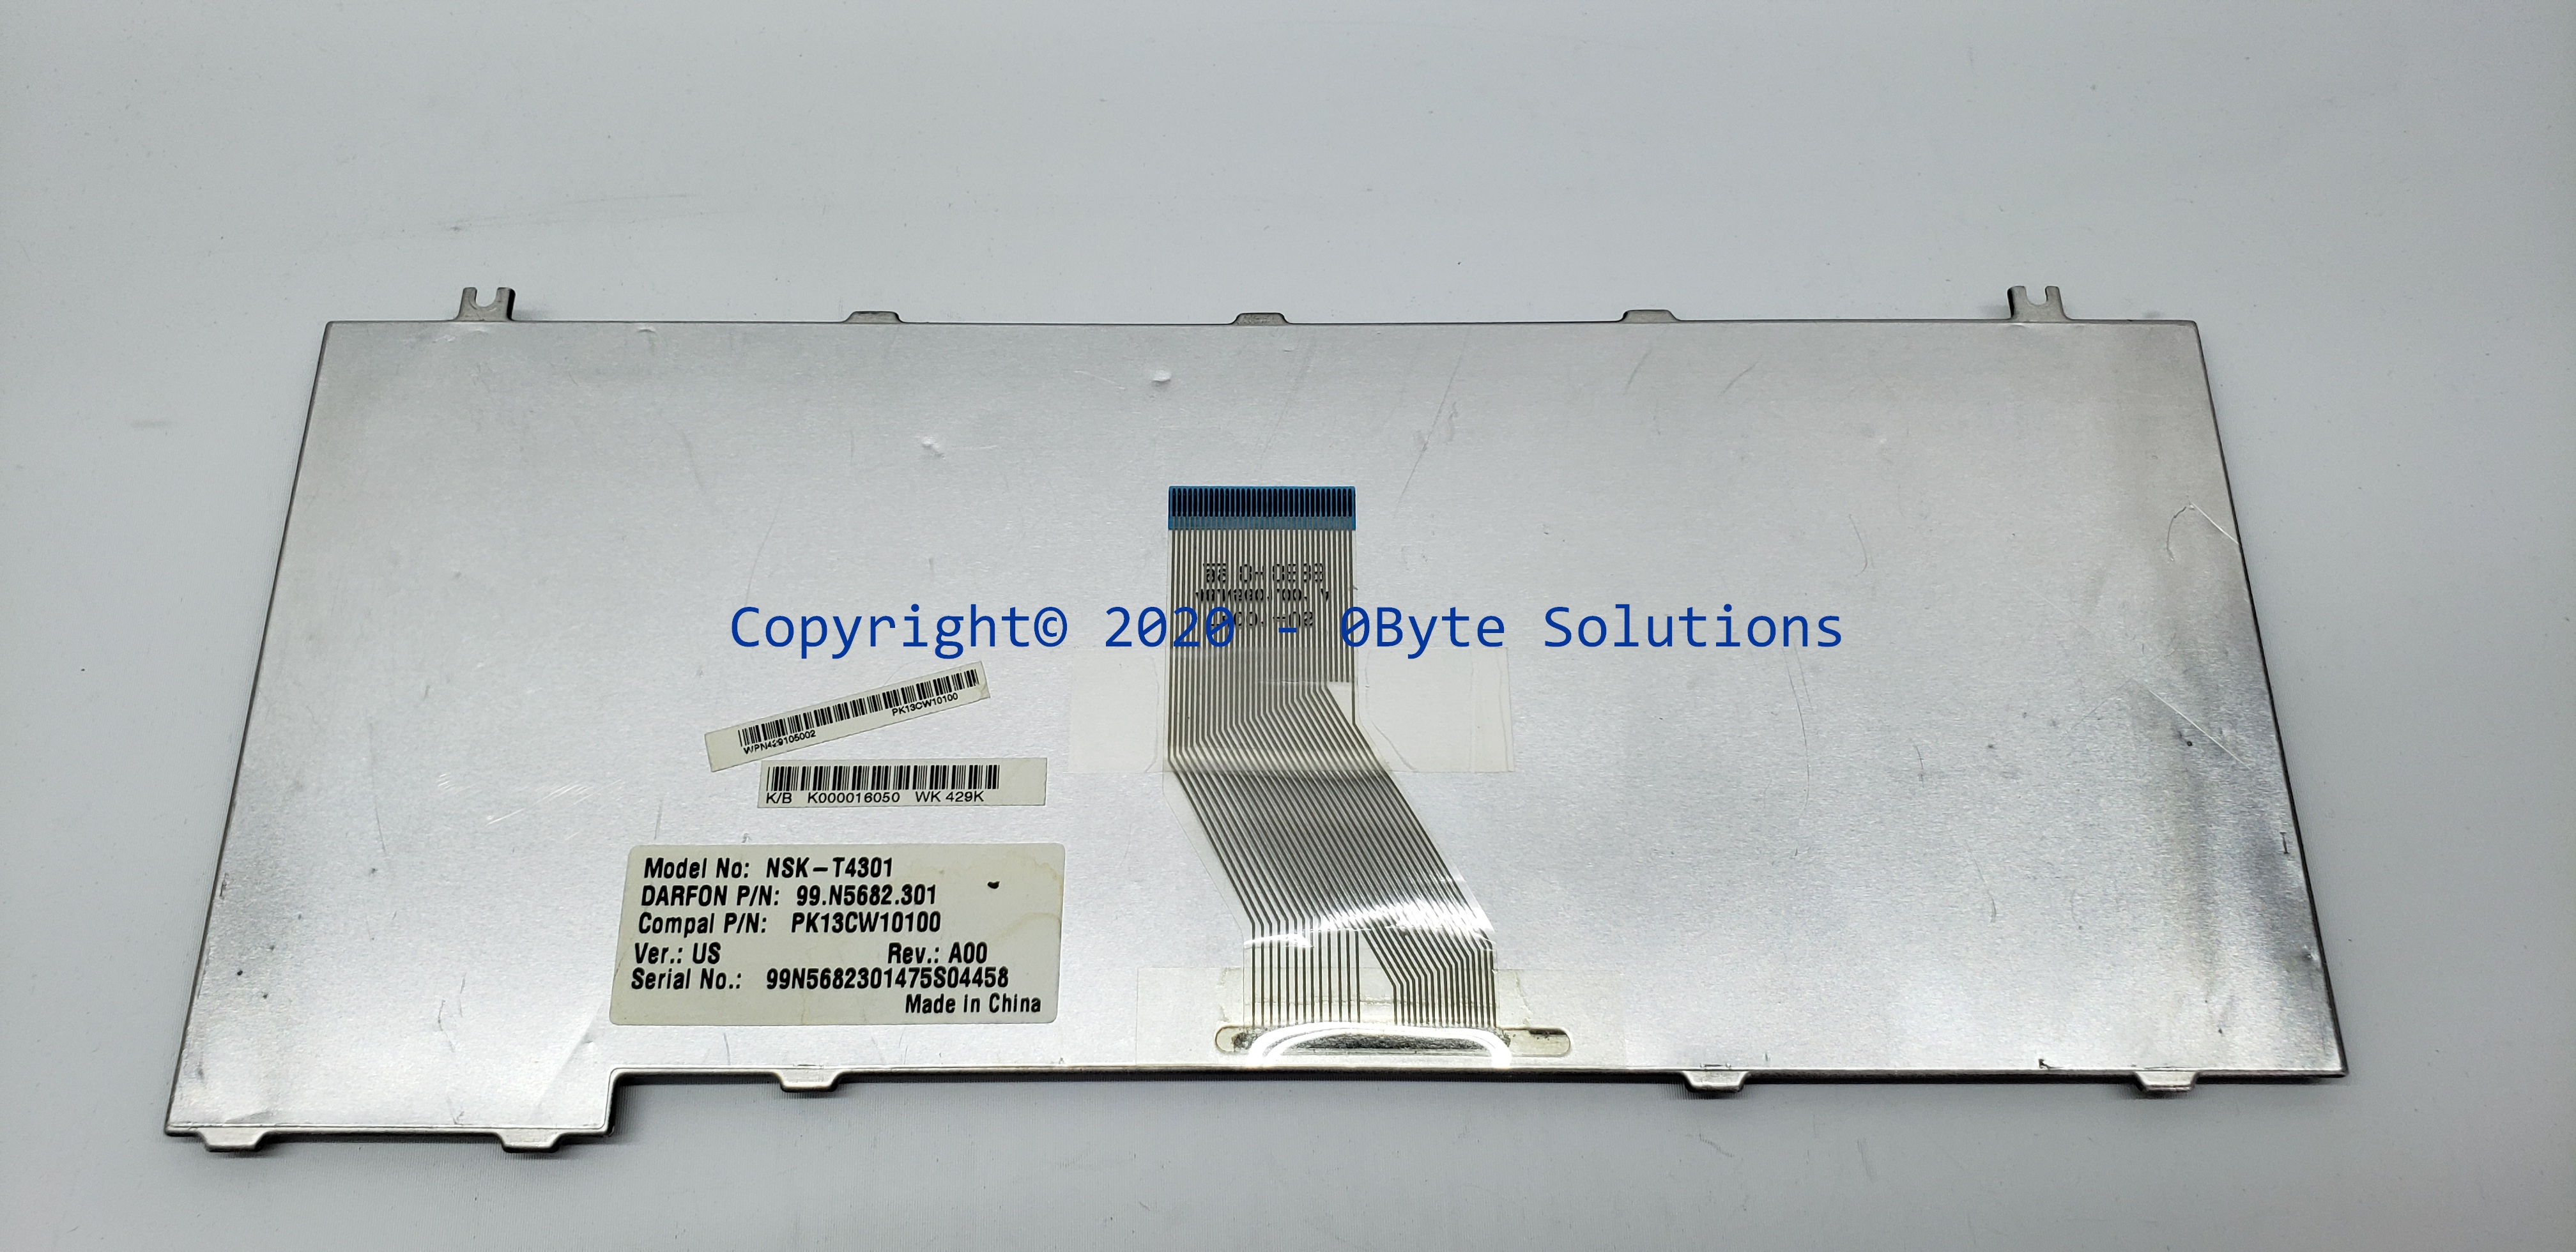 Copyright© 2020 - 0Byte Solutions
PK13CW10100
WPN429105002
K/B K000016050 WK 429K
Model No: NSK-T4301
DARFON P/N: 99.N5682.301
Compal P/N: PK13CW10100
Ver.: US Rev.: A00
Serial No.: 99N5682301475S04458
Made in China